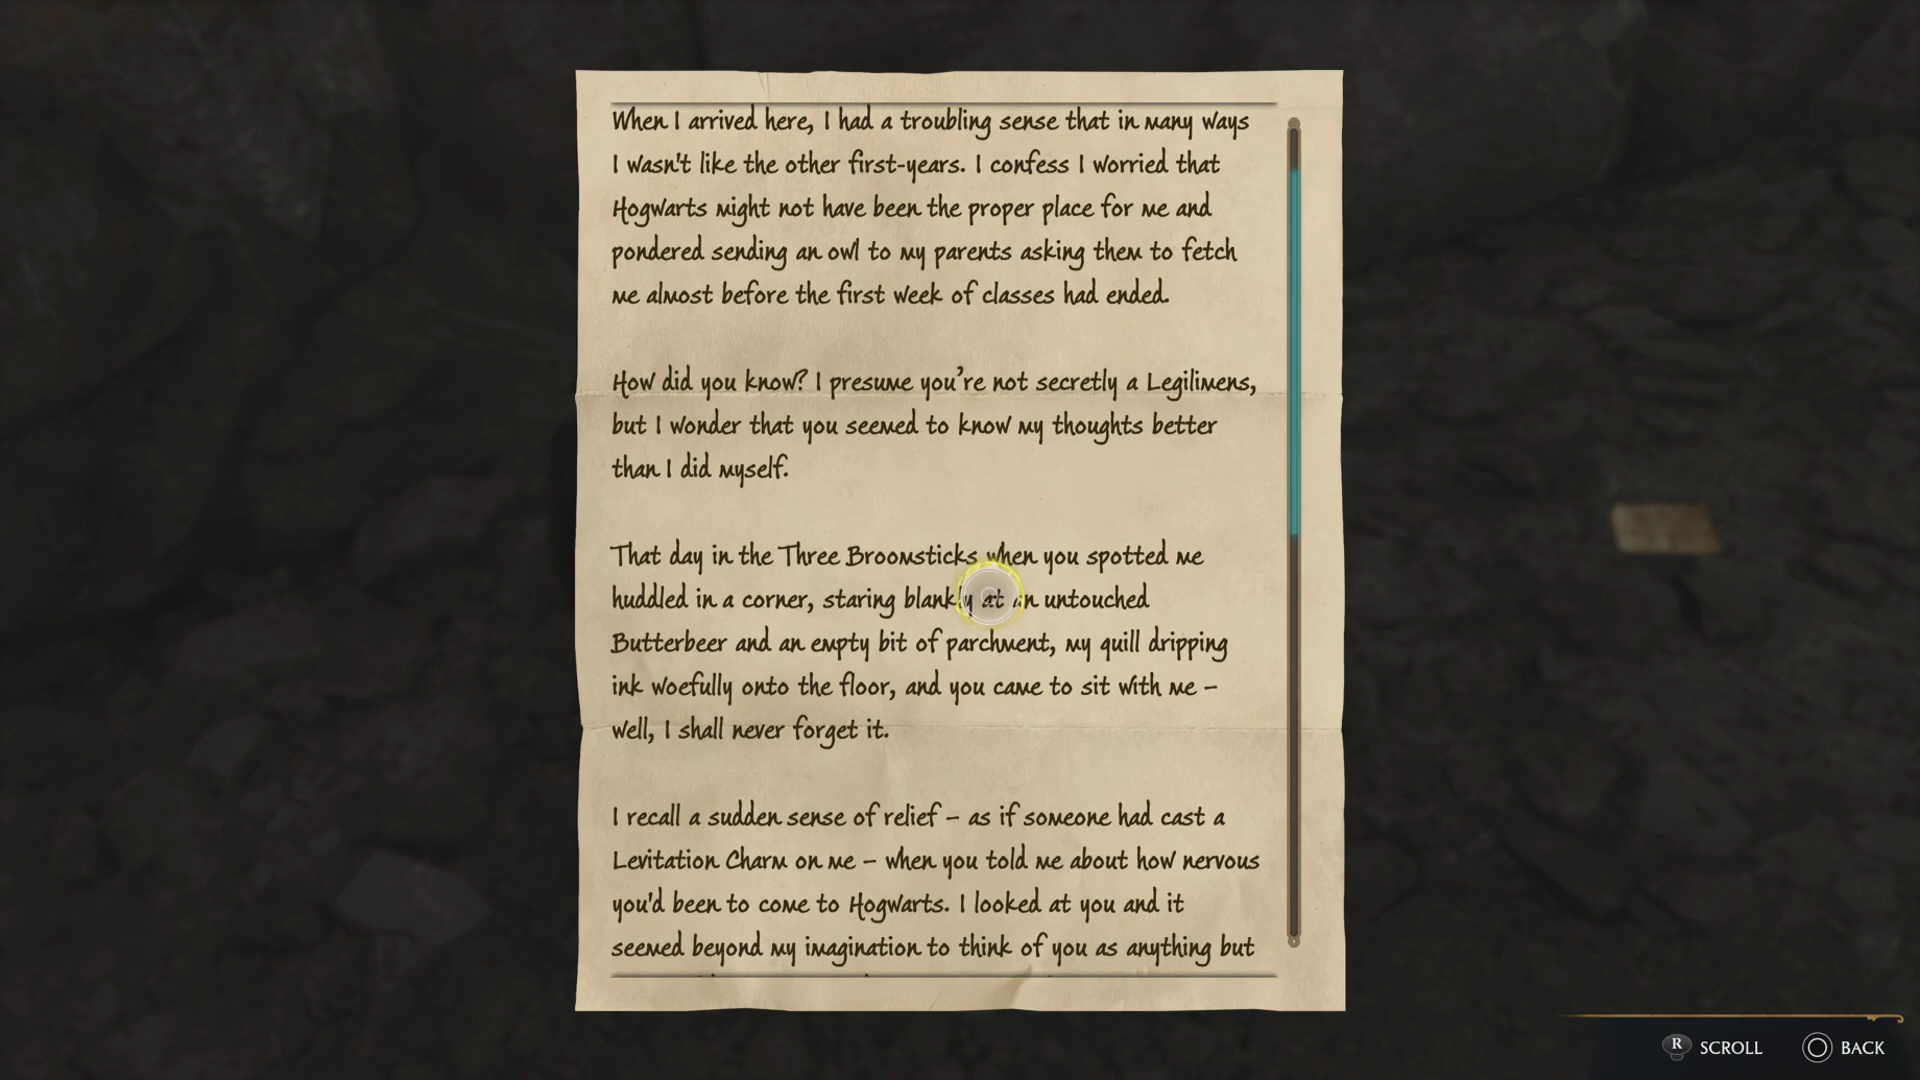 When I arrived here, I had a troubling sense that in many ways
I wasn't like the other first-years. I confess I worried that
Hogwarts might not have been the proper place for me and
pondered sending an owl to my parents asking them to fetch
me almost before the first week of classes had ended.
How did you know? I presume you're not secretly a Legilimens,
but I wonder that you seemed to know my thoughts better
than I did myself.
That day in the Three Broomsticks when you spotted me
huddled in a corner, staring blankly at an untouched
Butterbeer and an empty bit of parchment, my quill dripping
ink woefully onto the floor, and you came to sit with me –
well, I shall never forget it.
I recall a sudden sense of relief – as if someone had cast a
Levitation Charm on me – when you told me about how nervous
you'd been to come to Hogwarts. I looked at you and it
seemed beyond my imagination to think of you as anything but
R SCROLL
BACK